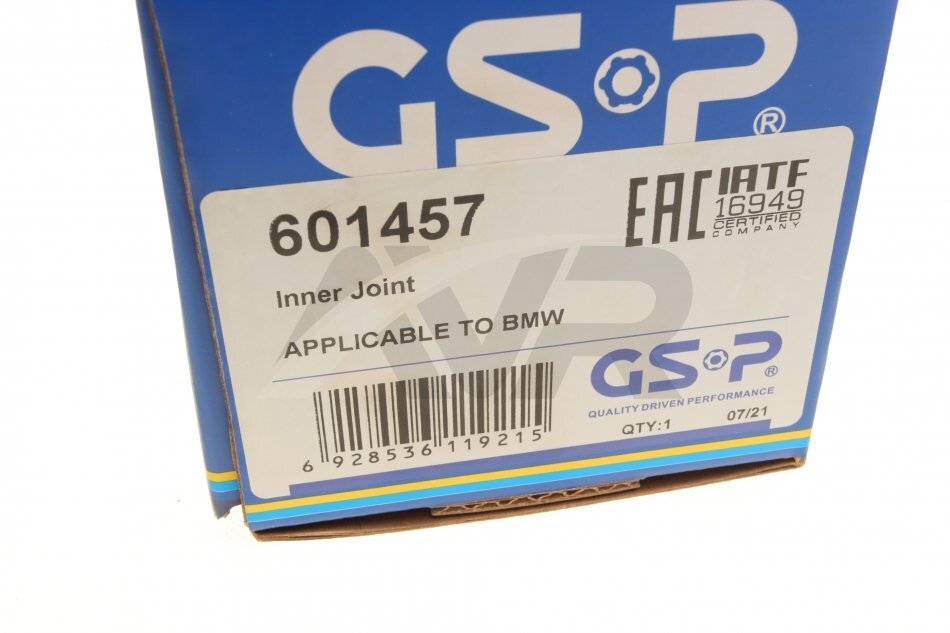 GS·P®
601457
EAC
IATF
16949
CERTIFIED
COMPANY
Inner Joint
AVR
APPLICABLE TO BMW
GS·P®
QUALITY DRIVEN PERFORMANCE
QTY:1
07/21
6 928536 119215